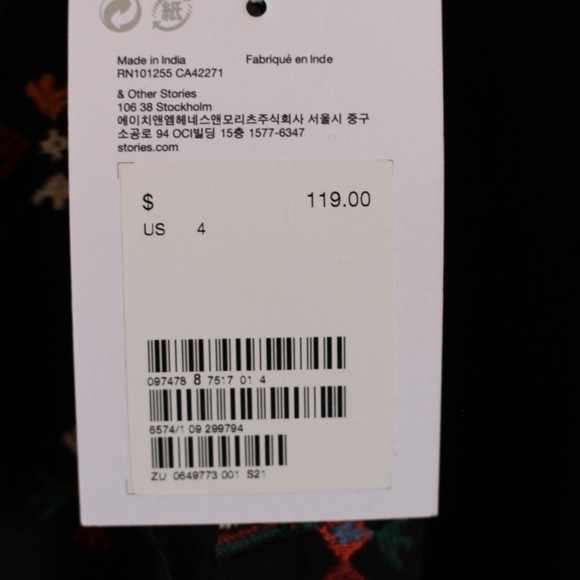 紙
Made in India Fabriqué en Inde
RN101255 CA42271
& Other Stories
106 38 Stockholm
에이치앤엠헤네스앤모리츠주식회사 서울시 중구
소공로 94 OCI빌딩 15층 1577-6347
stories.com
$ 119.00
US 4
097478 8 7517 01 4
6574/1 09 299794
ZU 0649773 001 S21